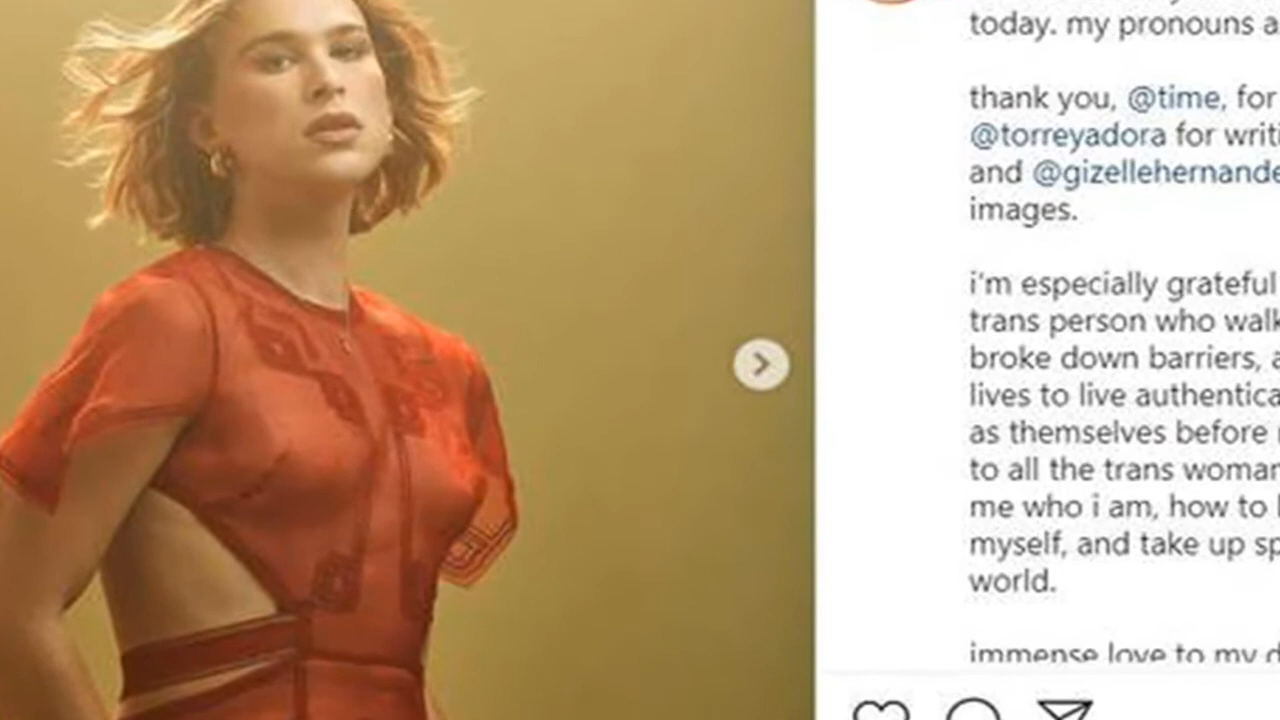 today. my pronouns a
thank you, @time, for
@torreyadora for writi
and @gizellehernande
images.
i'm especially grateful
trans person who walk
broke down barriers, a
lives to live authentica
as themselves before
to all the trans woman
me who i am, how to
myself, and take up sp
world.
immense love to my d